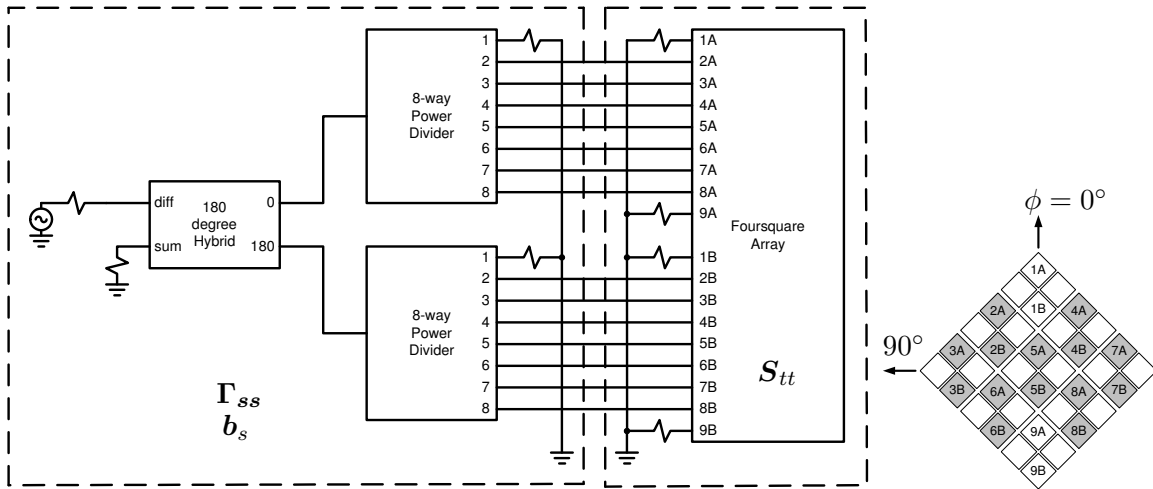 8-way
Power
Divider
1
2
3
4
5
6
7
8
1A
2A
3A
4A
5A
6A
7A
8A
9A
1B
2B
3B
4B
5B
6B
7B
8B
9B
Foursquare
Array
S_tt
diff
sum
180
degree
Hybrid
0
180
8-way
Power
Divider
1
2
3
4
5
6
7
8
Γ_ss
b_s
ϕ = 0°
90°
1A
2A
1B
4A
3A
2B
5A
4B
7A
3B
6A
5B
8A
7B
6B
9A
8B
9B